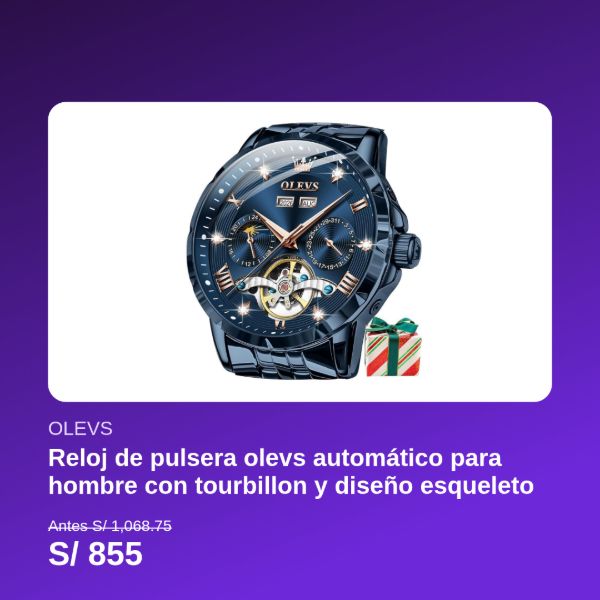 OLEVS
OLEVS
Reloj de pulsera olevs automático para
hombre con tourbillon y diseño esqueleto
Antes S/ 1,068.75
S/ 855